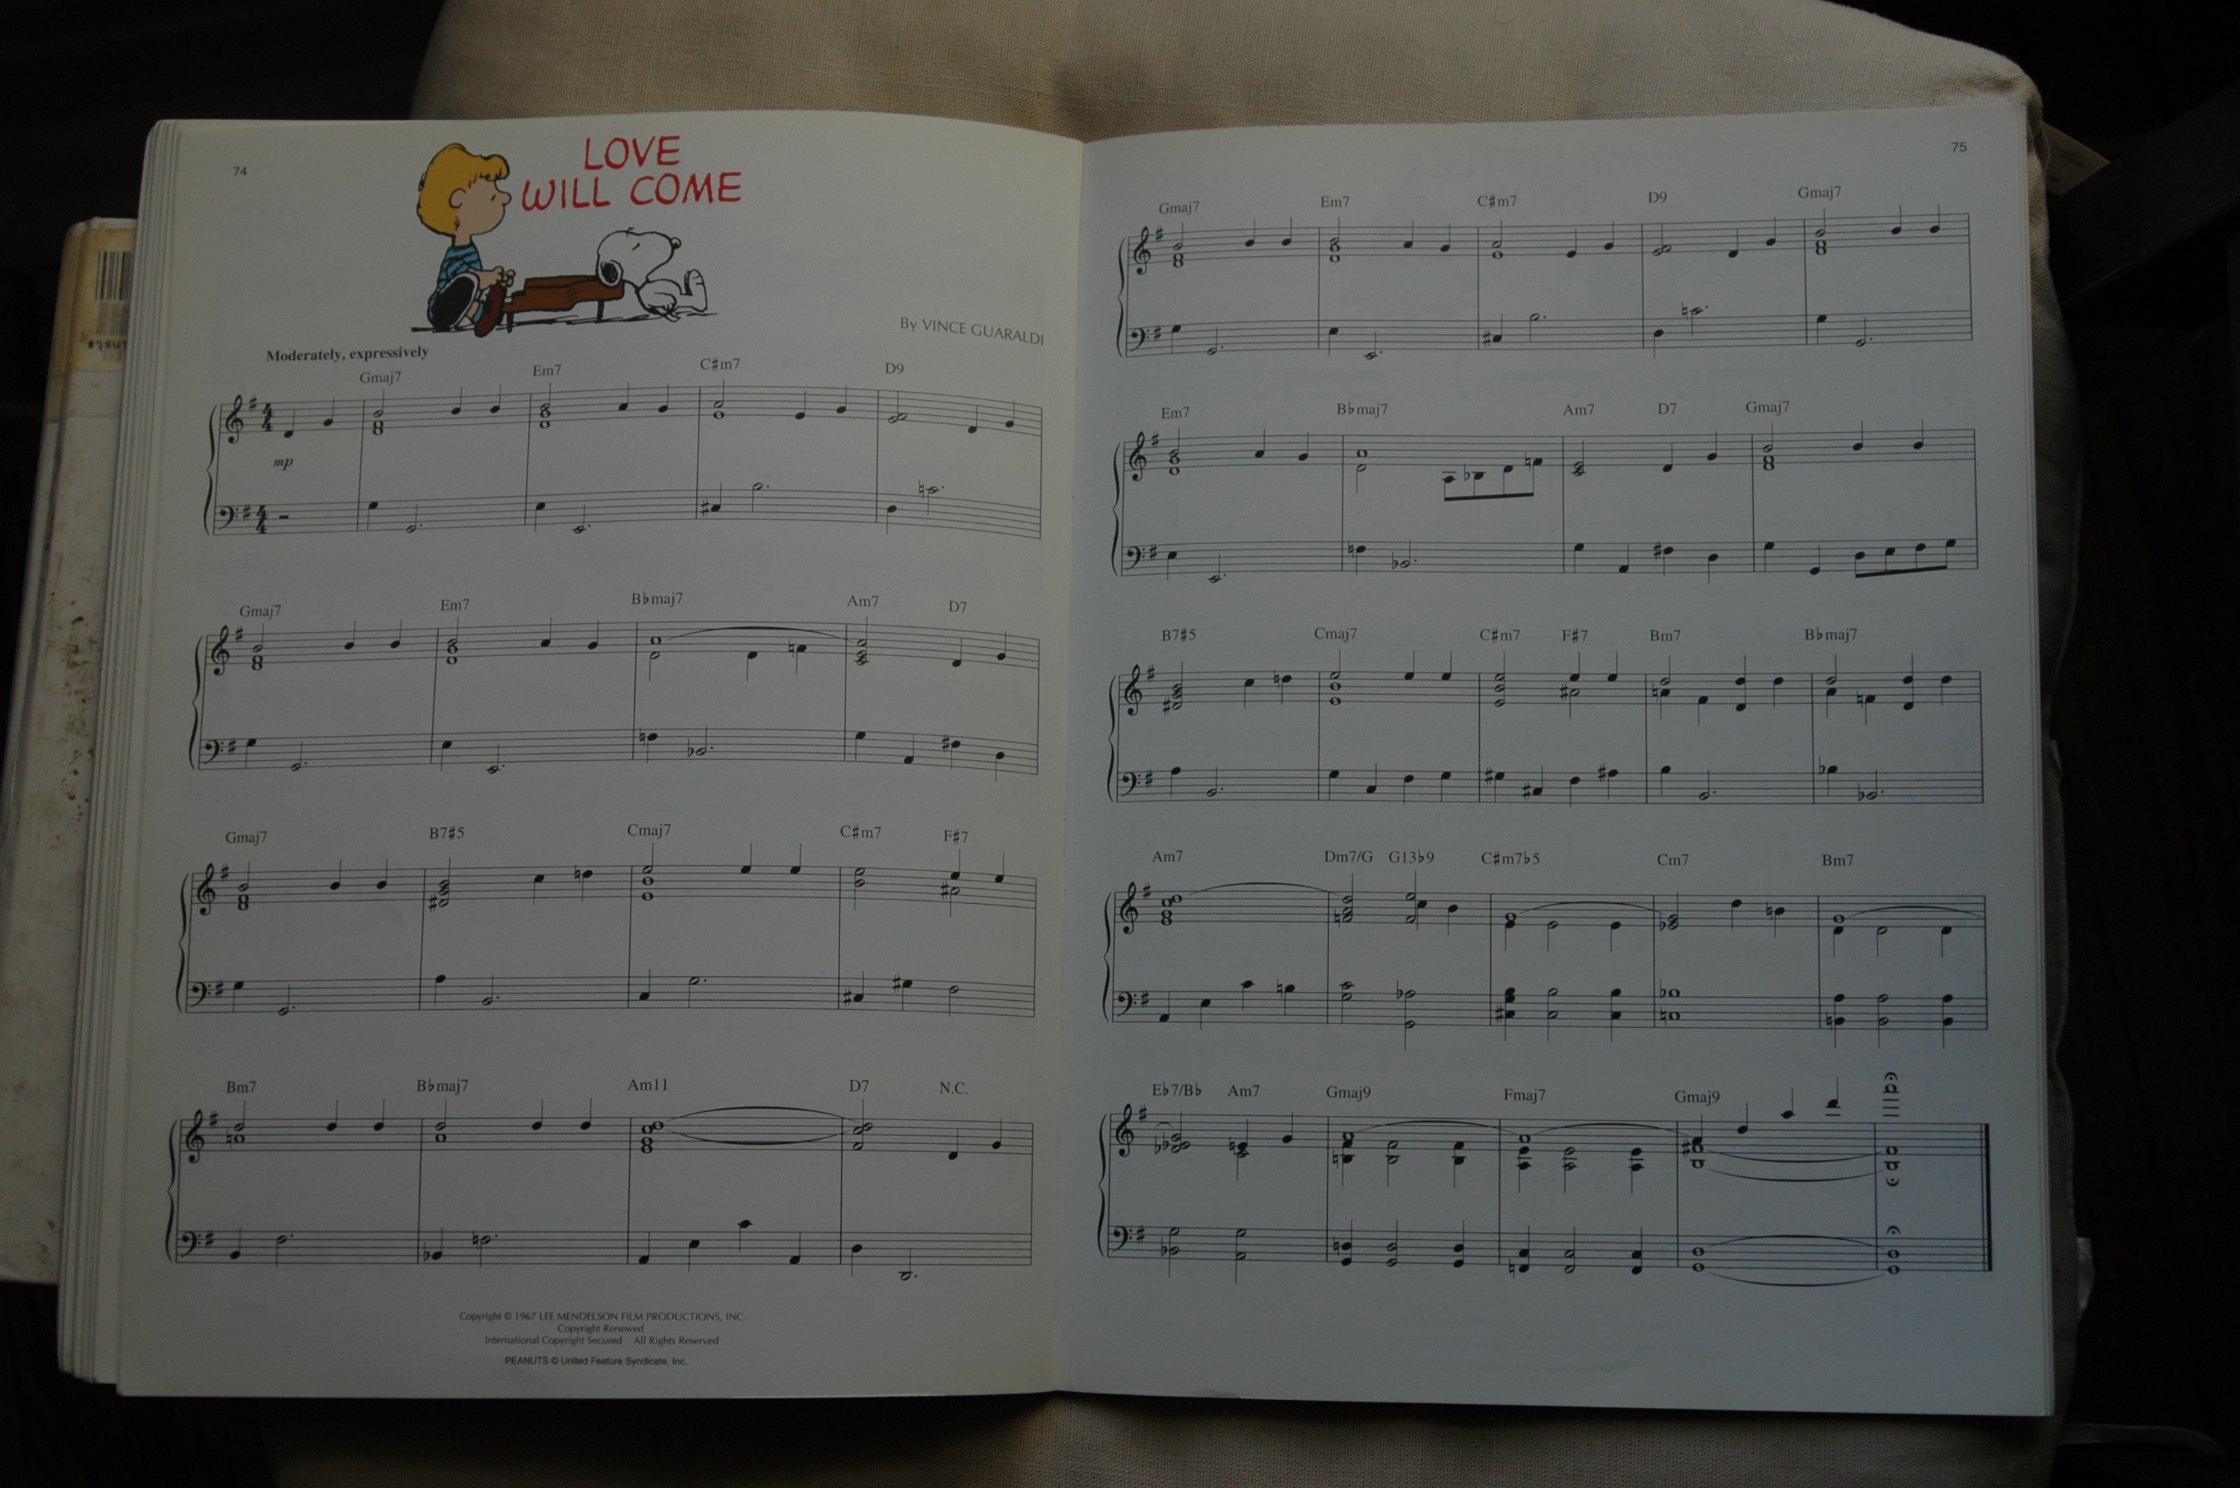 74
LOVE
WILL COME
By VINCE GUARALDI
Moderately, expressively
Gmaj7 Em7 C♯m7 D9
mp
Gmaj7 Em7 B♭maj7 Am7 D7
Gmaj7 B7♯5 Cmaj7 C♯m7 F♯7
Bm7 B♭maj7 Am11 D7 N.C.
Copyright © 1967 LEE MENDELSON FILM PRODUCTIONS, INC.
Copyright Renewed
International Copyright Secured All Rights Reserved
PEANUTS © United Feature Syndicate, Inc.
75
Gmaj7 Em7 C♯m7 D9 Gmaj7
Em7 B♭maj7 Am7 D7 Gmaj7
B7♯5 Cmaj7 C♯m7 F♯7 Bm7 B♭maj7
Am7 Dm7/G G13♭9 C♯m7♭5 Cm7 Bm7
E♭7/B♭ Am7 Gmaj9 Fmaj7 Gmaj9